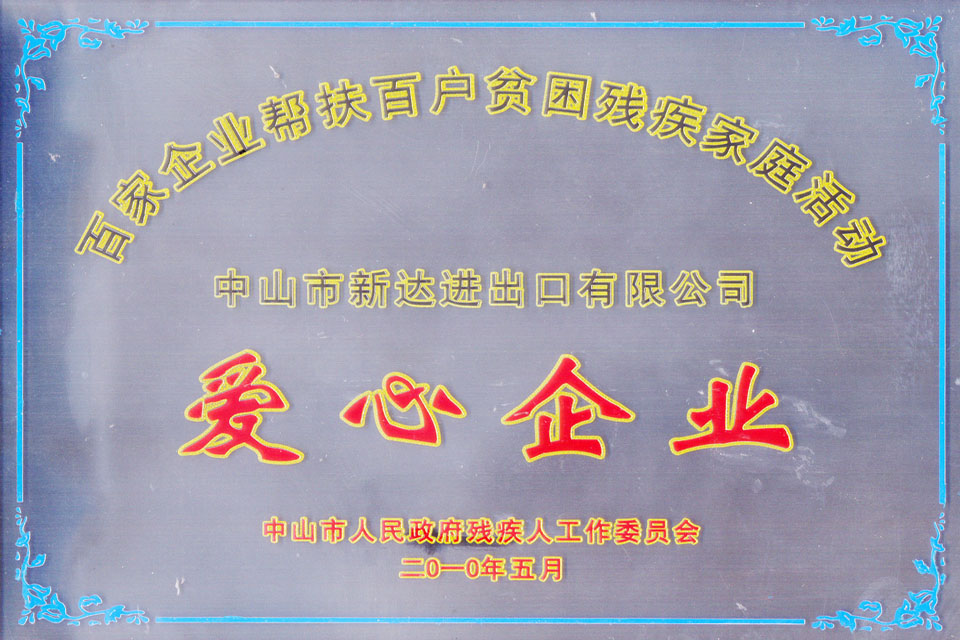 百家企业帮扶百户贫困残疾家庭活动
中山市新达进出口有限公司
爱心企业
中山市人民政府残疾人工作委员会
二0一0年五月